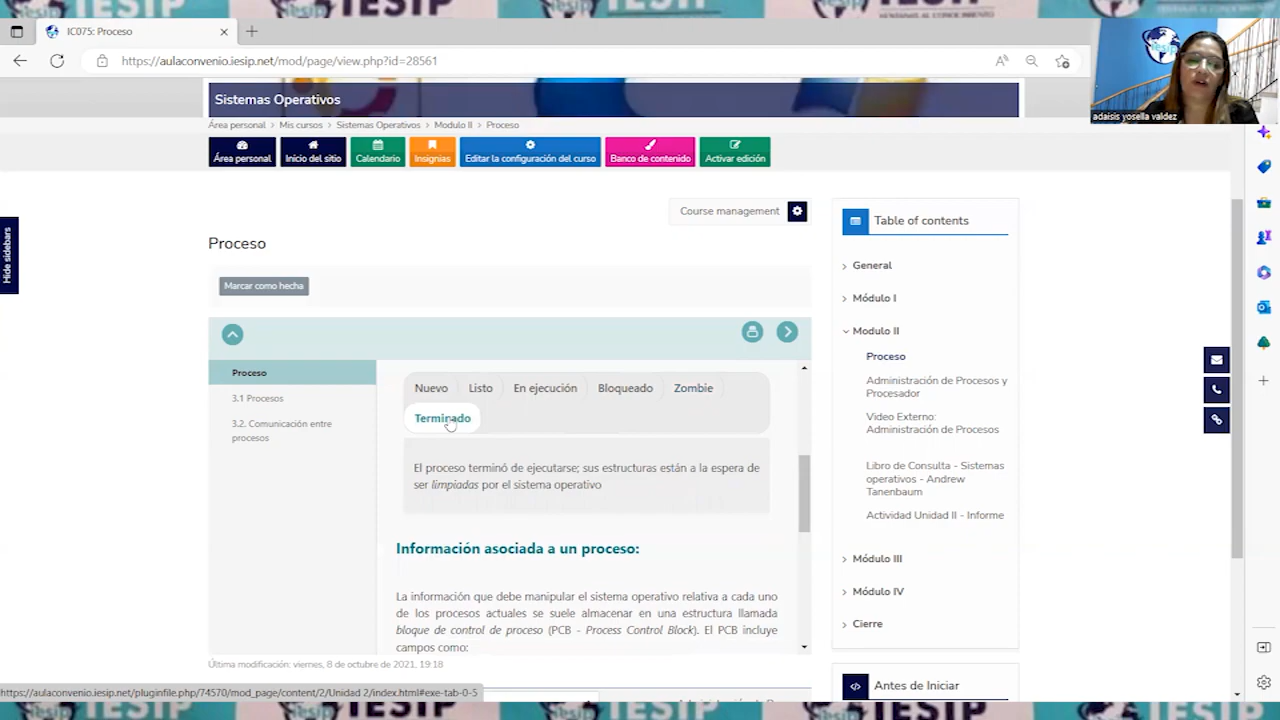 IESIP
IC075: Proceso
https://aulaconvenio.iesip.net/mod/page/view.php?id=28561
adaisis yosella valdez
Sistemas Operativos
Área personal > Mis cursos > Sistemas Operativos > Modulo II > Proceso
Área personal
Inicio del sitio
Calendario
Insignias
Editar la configuración del curso
Banco de contenido
Activar edición
Hide sidebars
Course management
Proceso
Marcar como hecha
Proceso
3.1 Procesos
3.2. Comunicación entre
procesos
Nuevo
Listo
En ejecución
Bloqueado
Zombie
Terminado
El proceso terminó de ejecutarse; sus estructuras están a la espera de
ser limpiadas por el sistema operativo
Información asociada a un proceso:
La información que debe manipular el sistema operativo relativa a cada uno
de los procesos actuales se suele almacenar en una estructura llamada
bloque de control de proceso (PCB - Process Control Block). El PCB incluye
campos como:
Última modificación: viernes, 8 de octubre de 2021, 19:18
https://aulaconvenio.iesip.net/pluginfile.php/74570/mod_page/content/2/Unidad 2/index.html#exe-tab-0-5
Table of contents
General
Módulo I
Modulo II
Proceso
Administración de Procesos y
Procesador
Video Externo:
Administración de Procesos
Libro de Consulta - Sistemas
operativos - Andrew
Tanenbaum
Actividad Unidad II - Informe
Módulo III
Módulo IV
Cierre
Antes de Iniciar